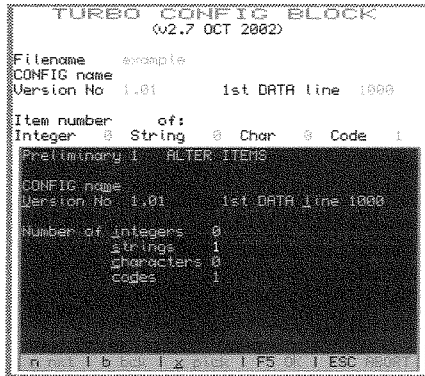 TURBO CONFIG BLOCK
(v2.7 OCT 2002)
Filename example
CONFIG name
Version No 1.01 1st DATA line 1000
Item number of:
Integer 0 String 0 Char 0 Code 1
Preliminary 1 ALTER ITEMS
CONFIG name
Version No 1.01 1st DATA line 1000
Number of integers 0
strings 1
characters 0
codes 1
n | b | x | F5 | ESC